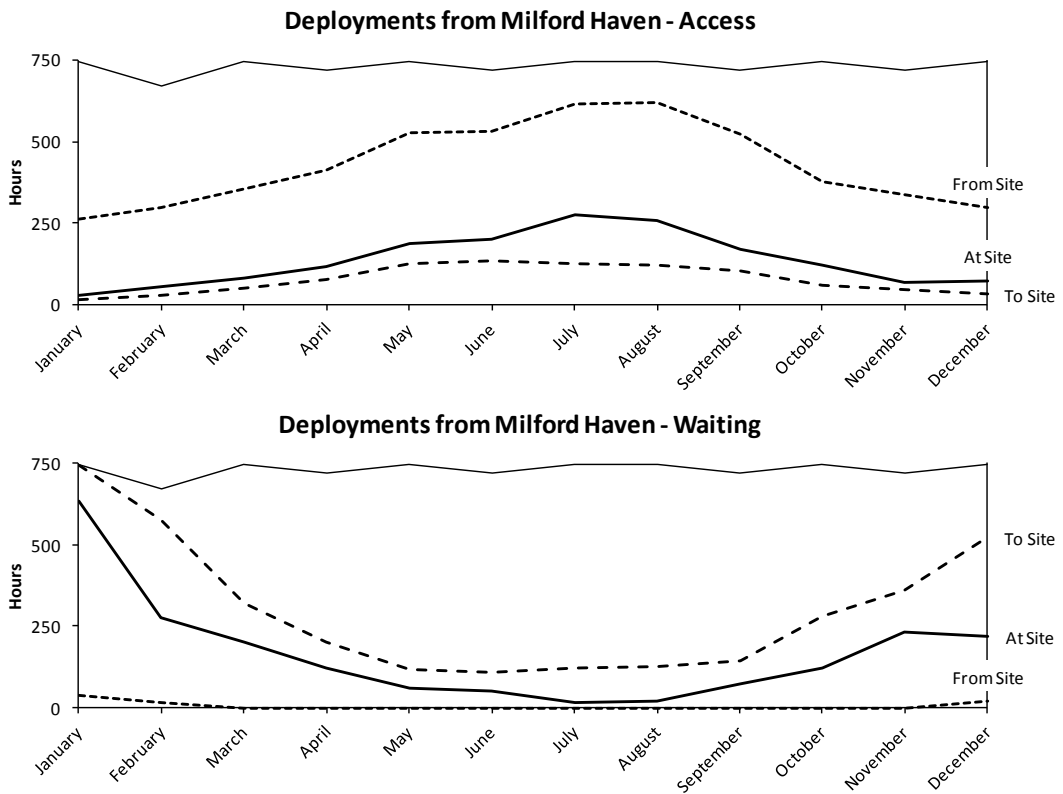 Deployments from Milford Haven - Access
750
500
250
0
Hours
From Site
At Site
To Site
January
February
March
April
May
June
July
August
September
October
November
December
Deployments from Milford Haven - Waiting
750
500
250
0
Hours
To Site
At Site
From Site
January
February
March
April
May
June
July
August
September
October
November
December